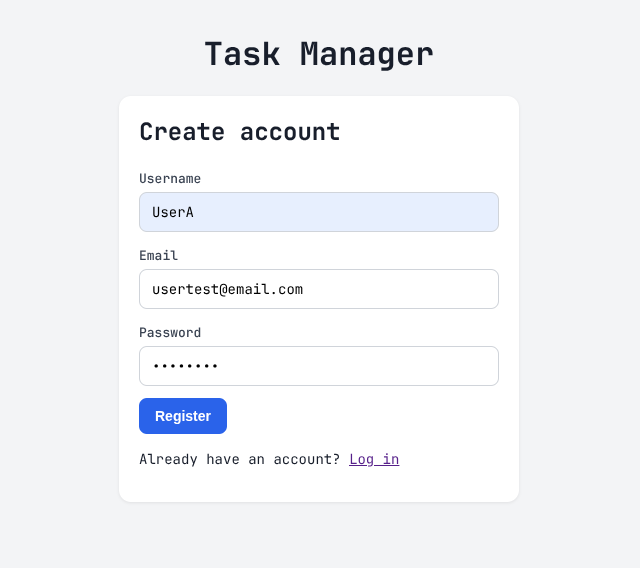 Task Manager
Create account
Username
UserA
Email
usertest@email.com
Password
••••••••
Register
Already have an account? Log in